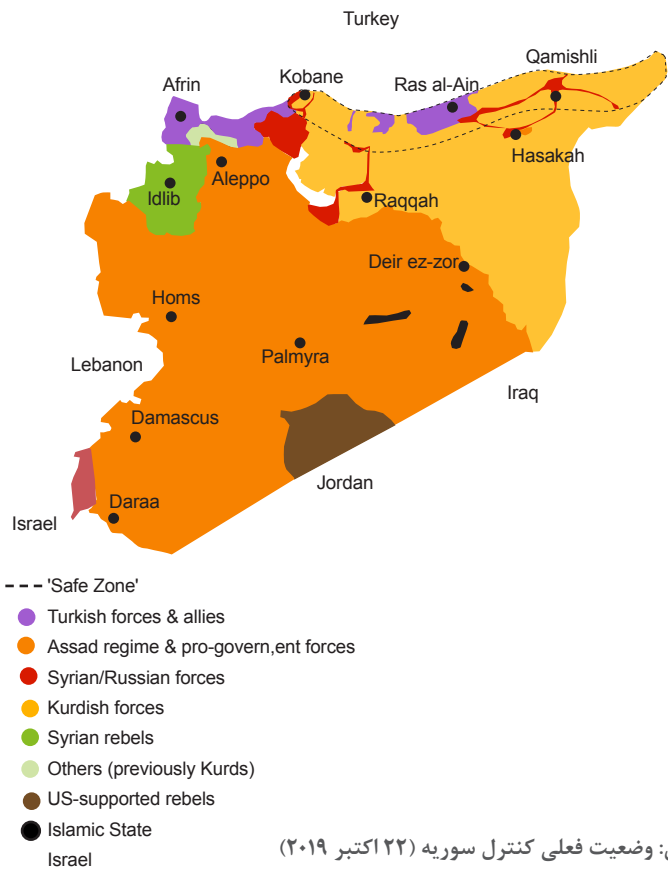 Turkey
Qamishli
Kobane
Ras al-Ain
Afrin
Hasakah
Aleppo
Idlib
Raqqah
Deir ez-zor
Homs
Palmyra
Lebanon
Iraq
Damascus
Jordan
Daraa
Israel
'Safe Zone'
Turkish forces & allies
Assad regime & pro-govern,ent forces
Syrian/Russian forces
Kurdish forces
Syrian rebels
Others (previously Kurds)
US-supported rebels
Islamic State
Israel
: وضعیت فعلی کنترل سوریه (۲۲ اکتبر ۲۰۱۹)